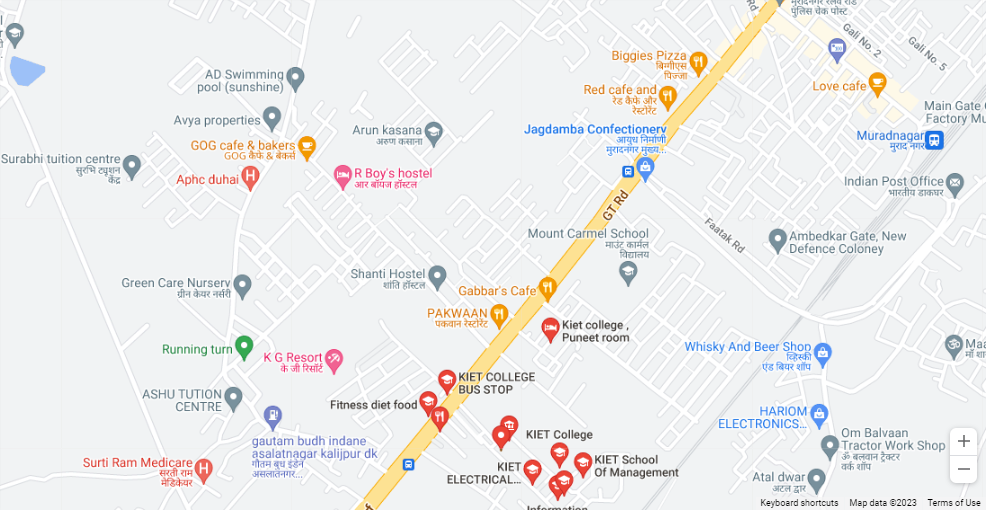 मुरादनगर रेलवे रोड
पुलिस चेक पोस्ट
Gali No. 2
Gali No. 5
Rd
Biggies Pizza
बिग्गीएस
पिज्जा
AD Swimming
pool (sunshine)
Red cafe and
रेड कैफ़े और
रेस्टोरेंट
Love cafe
Main Gate
Factory Mu
Avya properties
Arun kasana
अरुण कसाना
Jagdamba Confectionery
आयुध निर्माणी
मुरादनगर मुख्य...
Muradnagar
मुराद नगर
GOG cafe & bakers
GOG कैफे & बेकर्स
Surabhi tuition centre
सुरभि ट्यूशन
केंद्र
Aphc duhai
R Boy's hostel
आर बॉयज हॉस्टल
Indian Post Office
भारतीय डाकघर
GT Rd
Faatak Rd
Mount Carmel School
माउंट कार्मल
विद्यालय
Ambedkar Gate, New
Defence Coloney
Shanti Hostel
शांति हॉस्टल
Green Care Nursery
ग्रीन केयर नर्सरी
Gabbar's Cafe
PAKWAAN
पकवान रेस्टोरेंट
Kiet college ,
Puneet room
Running turn
K G Resort
के जी रिसॉर्ट
Whisky And Beer Shop
व्हिस्की
एंड बियर शॉप
Maa
माँ शा
KIET COLLEGE
BUS STOP
ASHU TUTION
CENTRE
Fitness diet food
HARIOM
ELECTRONICS...
gautam budh indane
asalatnagar kalijpur dk
गौतम बुध इंडेन
असलातनगर...
KIET College
Om Balvaan
Tractor Work Shop
ॐ बलवान ट्रैक्टर
वर्क शॉप
Surti Ram Medicare
सरती राम
मेडिकेयर
KIET
ELECTRICAL...
KIET School
Of Management
Atal dwar
अटल द्वार
Information
Keyboard shortcuts
Map data ©2023
Terms of Use